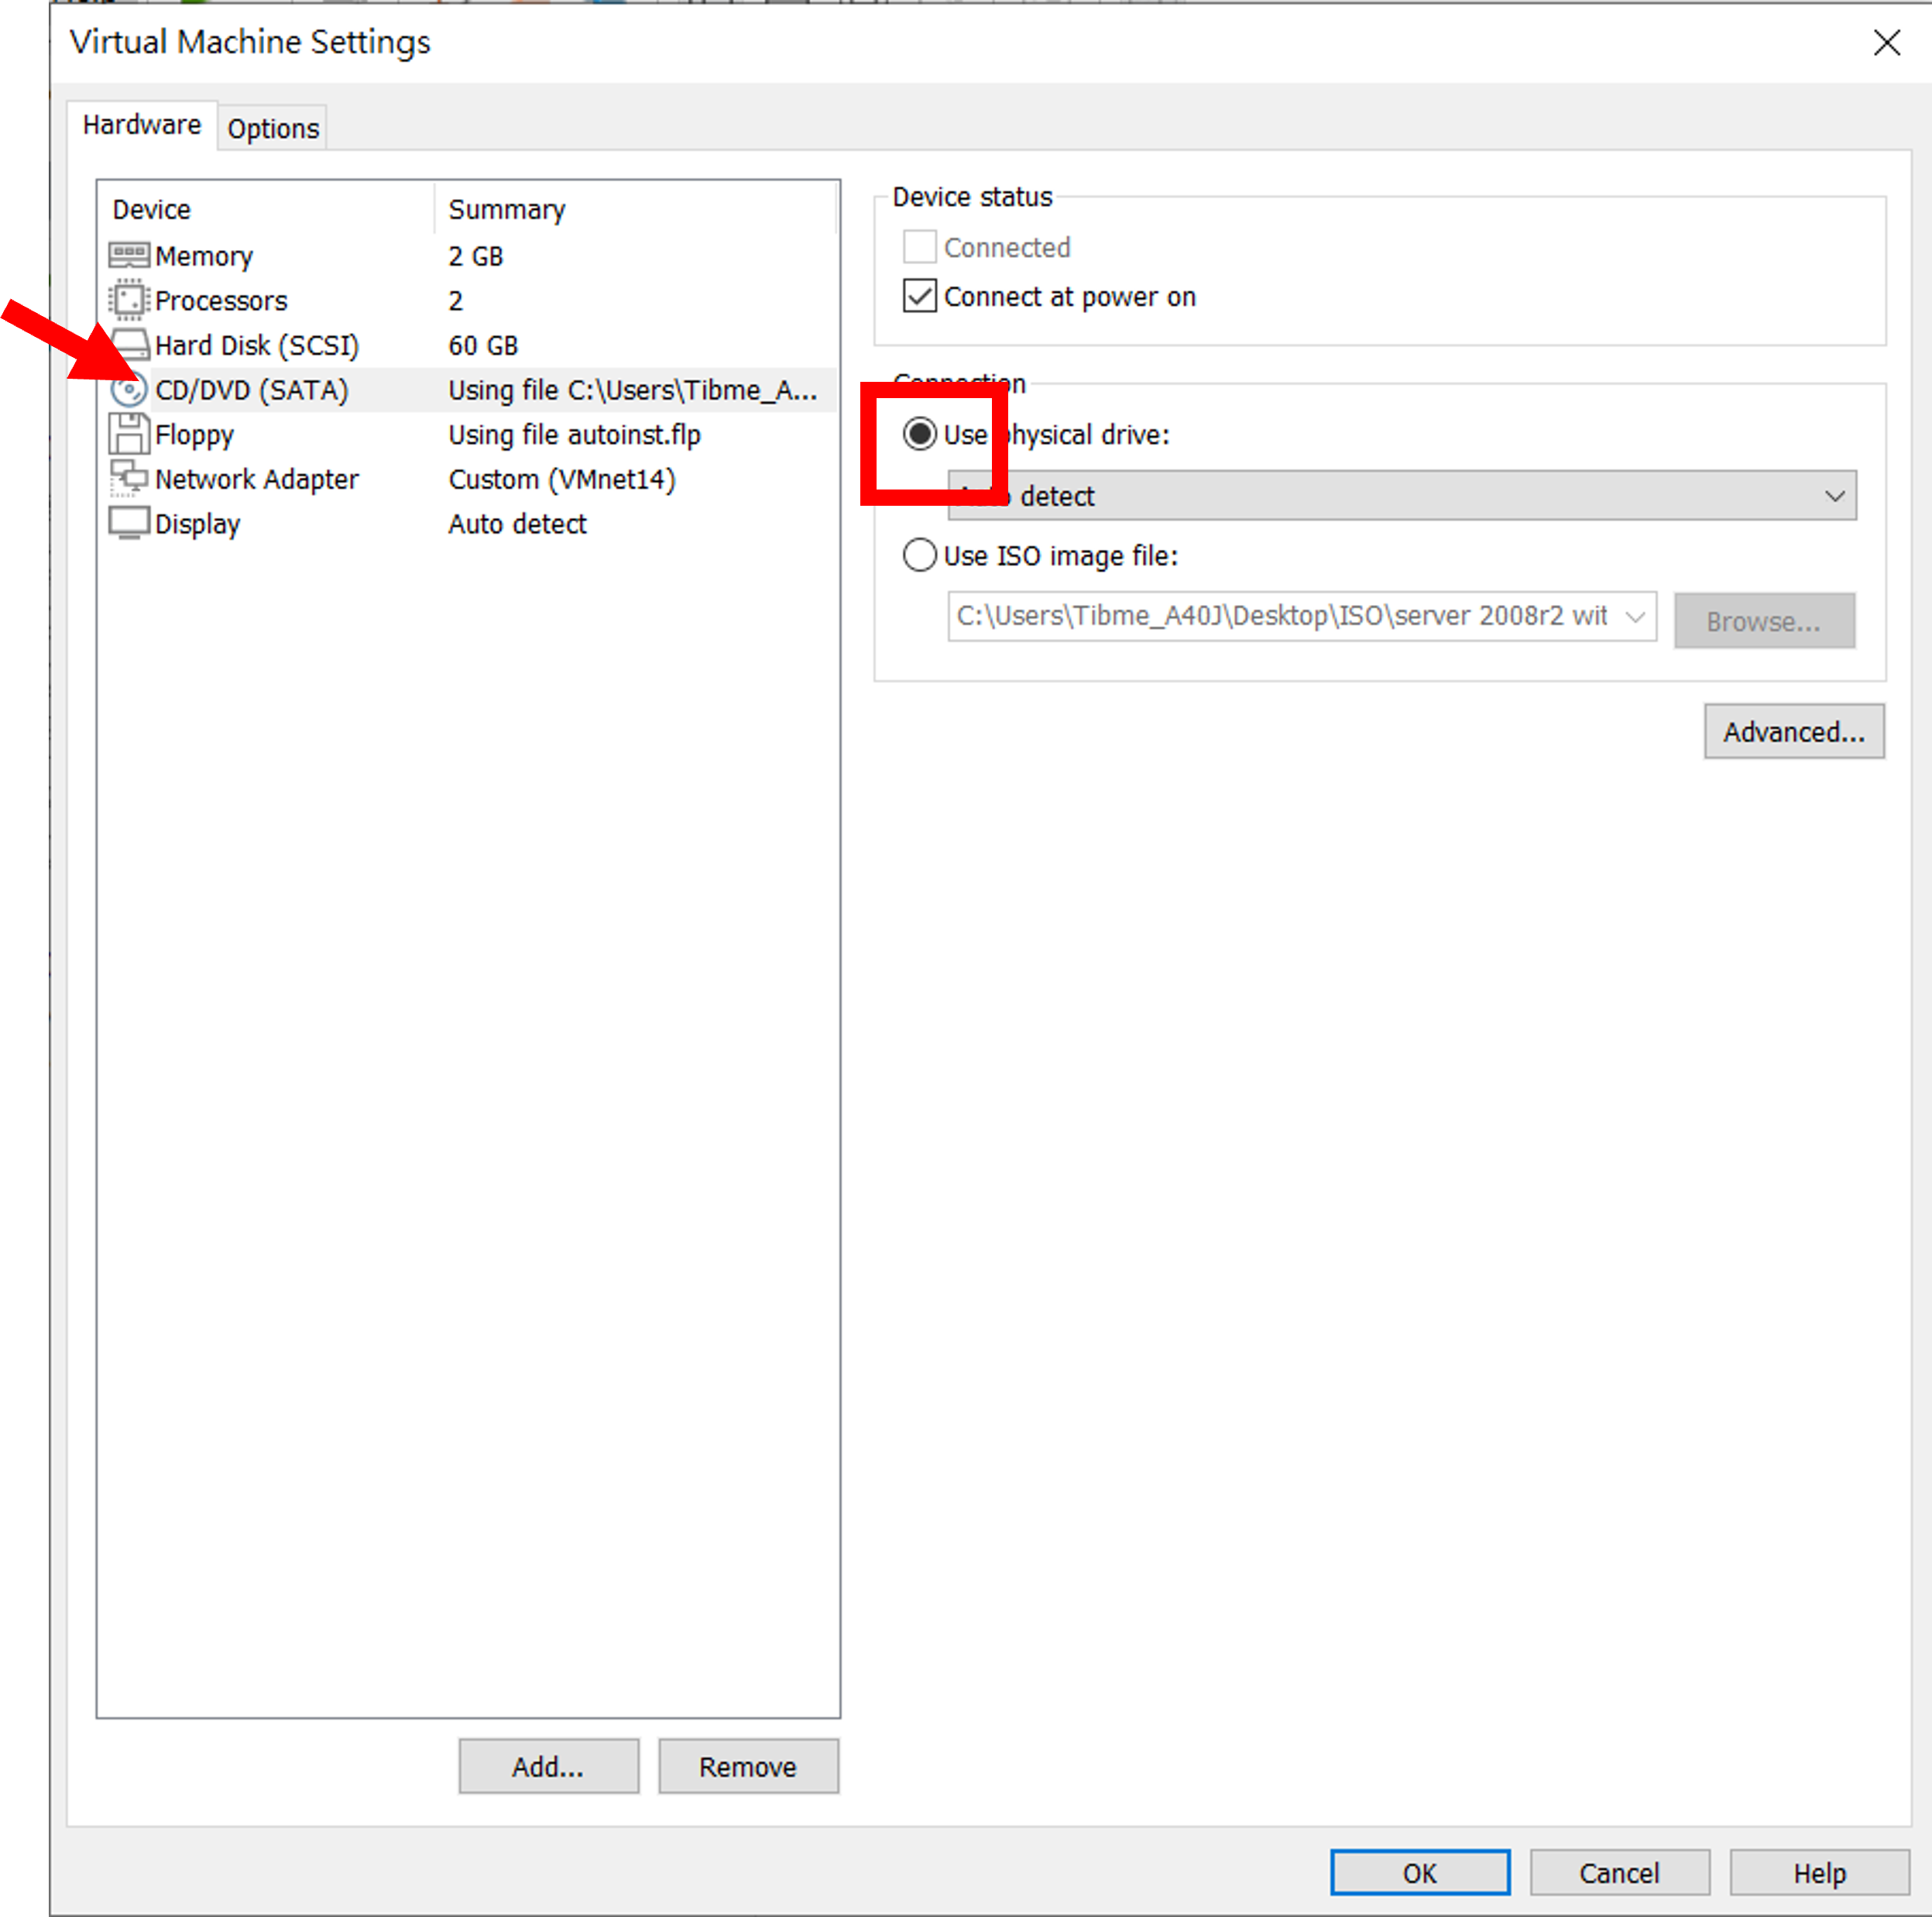 Virtual Machine Settings
Hardware
Options
Device Summary
Memory 2 GB
Processors 2
Hard Disk (SCSI) 60 GB
CD/DVD (SATA) Using file C:\Users\Tibme_A...
Floppy Using file autoinst.flp
Network Adapter Custom (VMnet14)
Display Auto detect
Add...
Remove
Device status
Connected
Connect at power on
Connection
Use physical drive:
Auto detect
Use ISO image file:
C:\Users\Tibme_A40J\Desktop\ISO\server 2008r2 wit
Browse...
Advanced...
OK
Cancel
Help